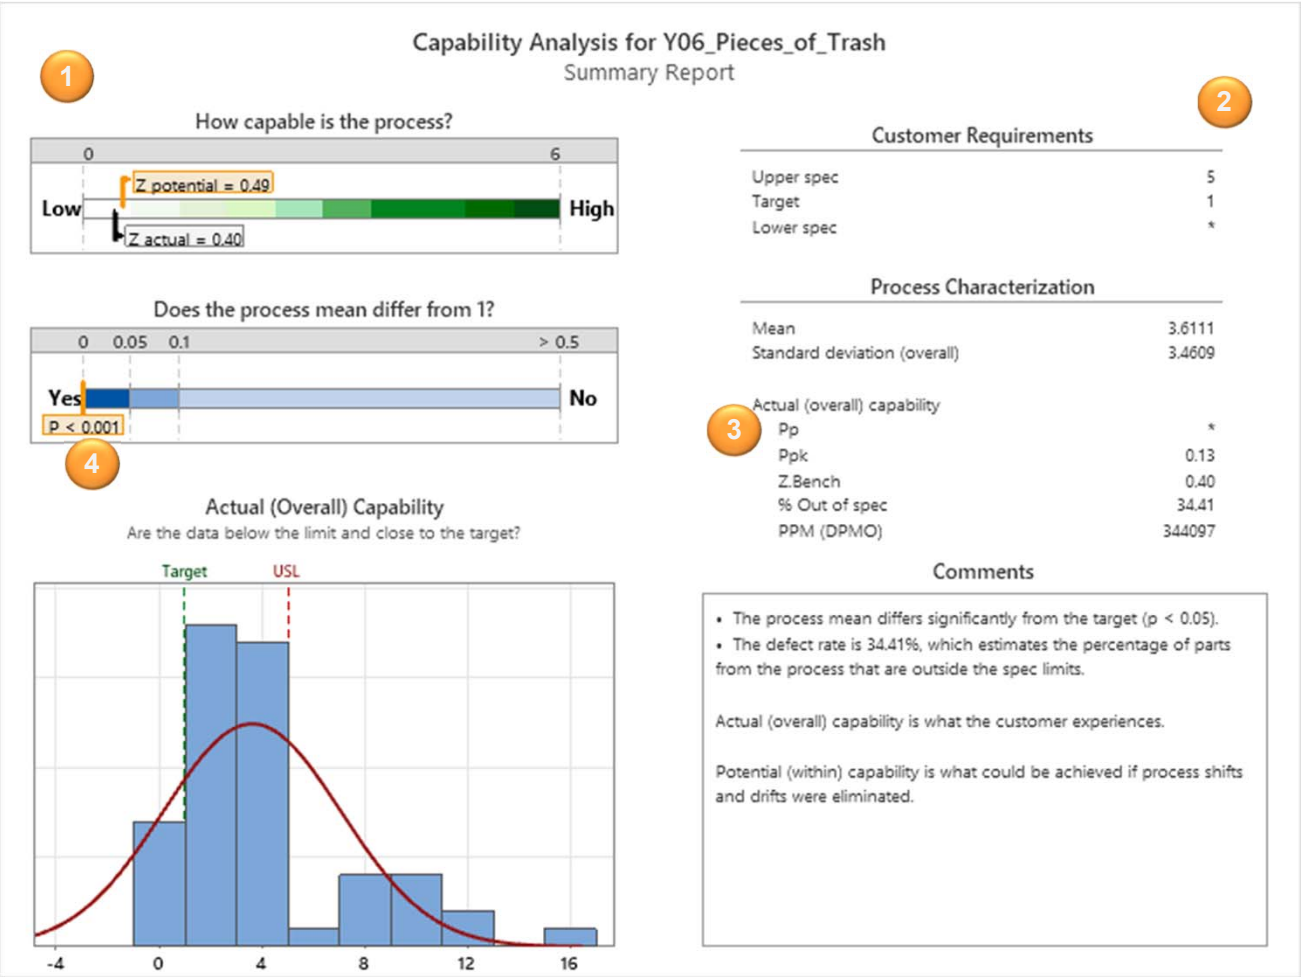 Capability Analysis for Y06_Pieces_of_Trash
Summary Report
1
How capable is the process?
0 6
Z potential = 0.49
Low High
Z actual = 0.40
Does the process mean differ from 1?
0 0.05 0.1 > 0.5
Yes No
P < 0.001
4
Actual (Overall) Capability
Are the data below the limit and close to the target?
Target USL
-4 0 4 8 12 16
2
Customer Requirements
Upper spec 5
Target 1
Lower spec *
Process Characterization
Mean 3.6111
Standard deviation (overall) 3.4609
Actual (overall) capability
3
Pp *
Ppk 0.13
Z.Bench 0.40
% Out of spec 34.41
PPM (DPMO) 344097
Comments
• The process mean differs significantly from the target (p < 0.05).
• The defect rate is 34.41%, which estimates the percentage of parts
from the process that are outside the spec limits.
Actual (overall) capability is what the customer experiences.
Potential (within) capability is what could be achieved if process shifts
and drifts were eliminated.